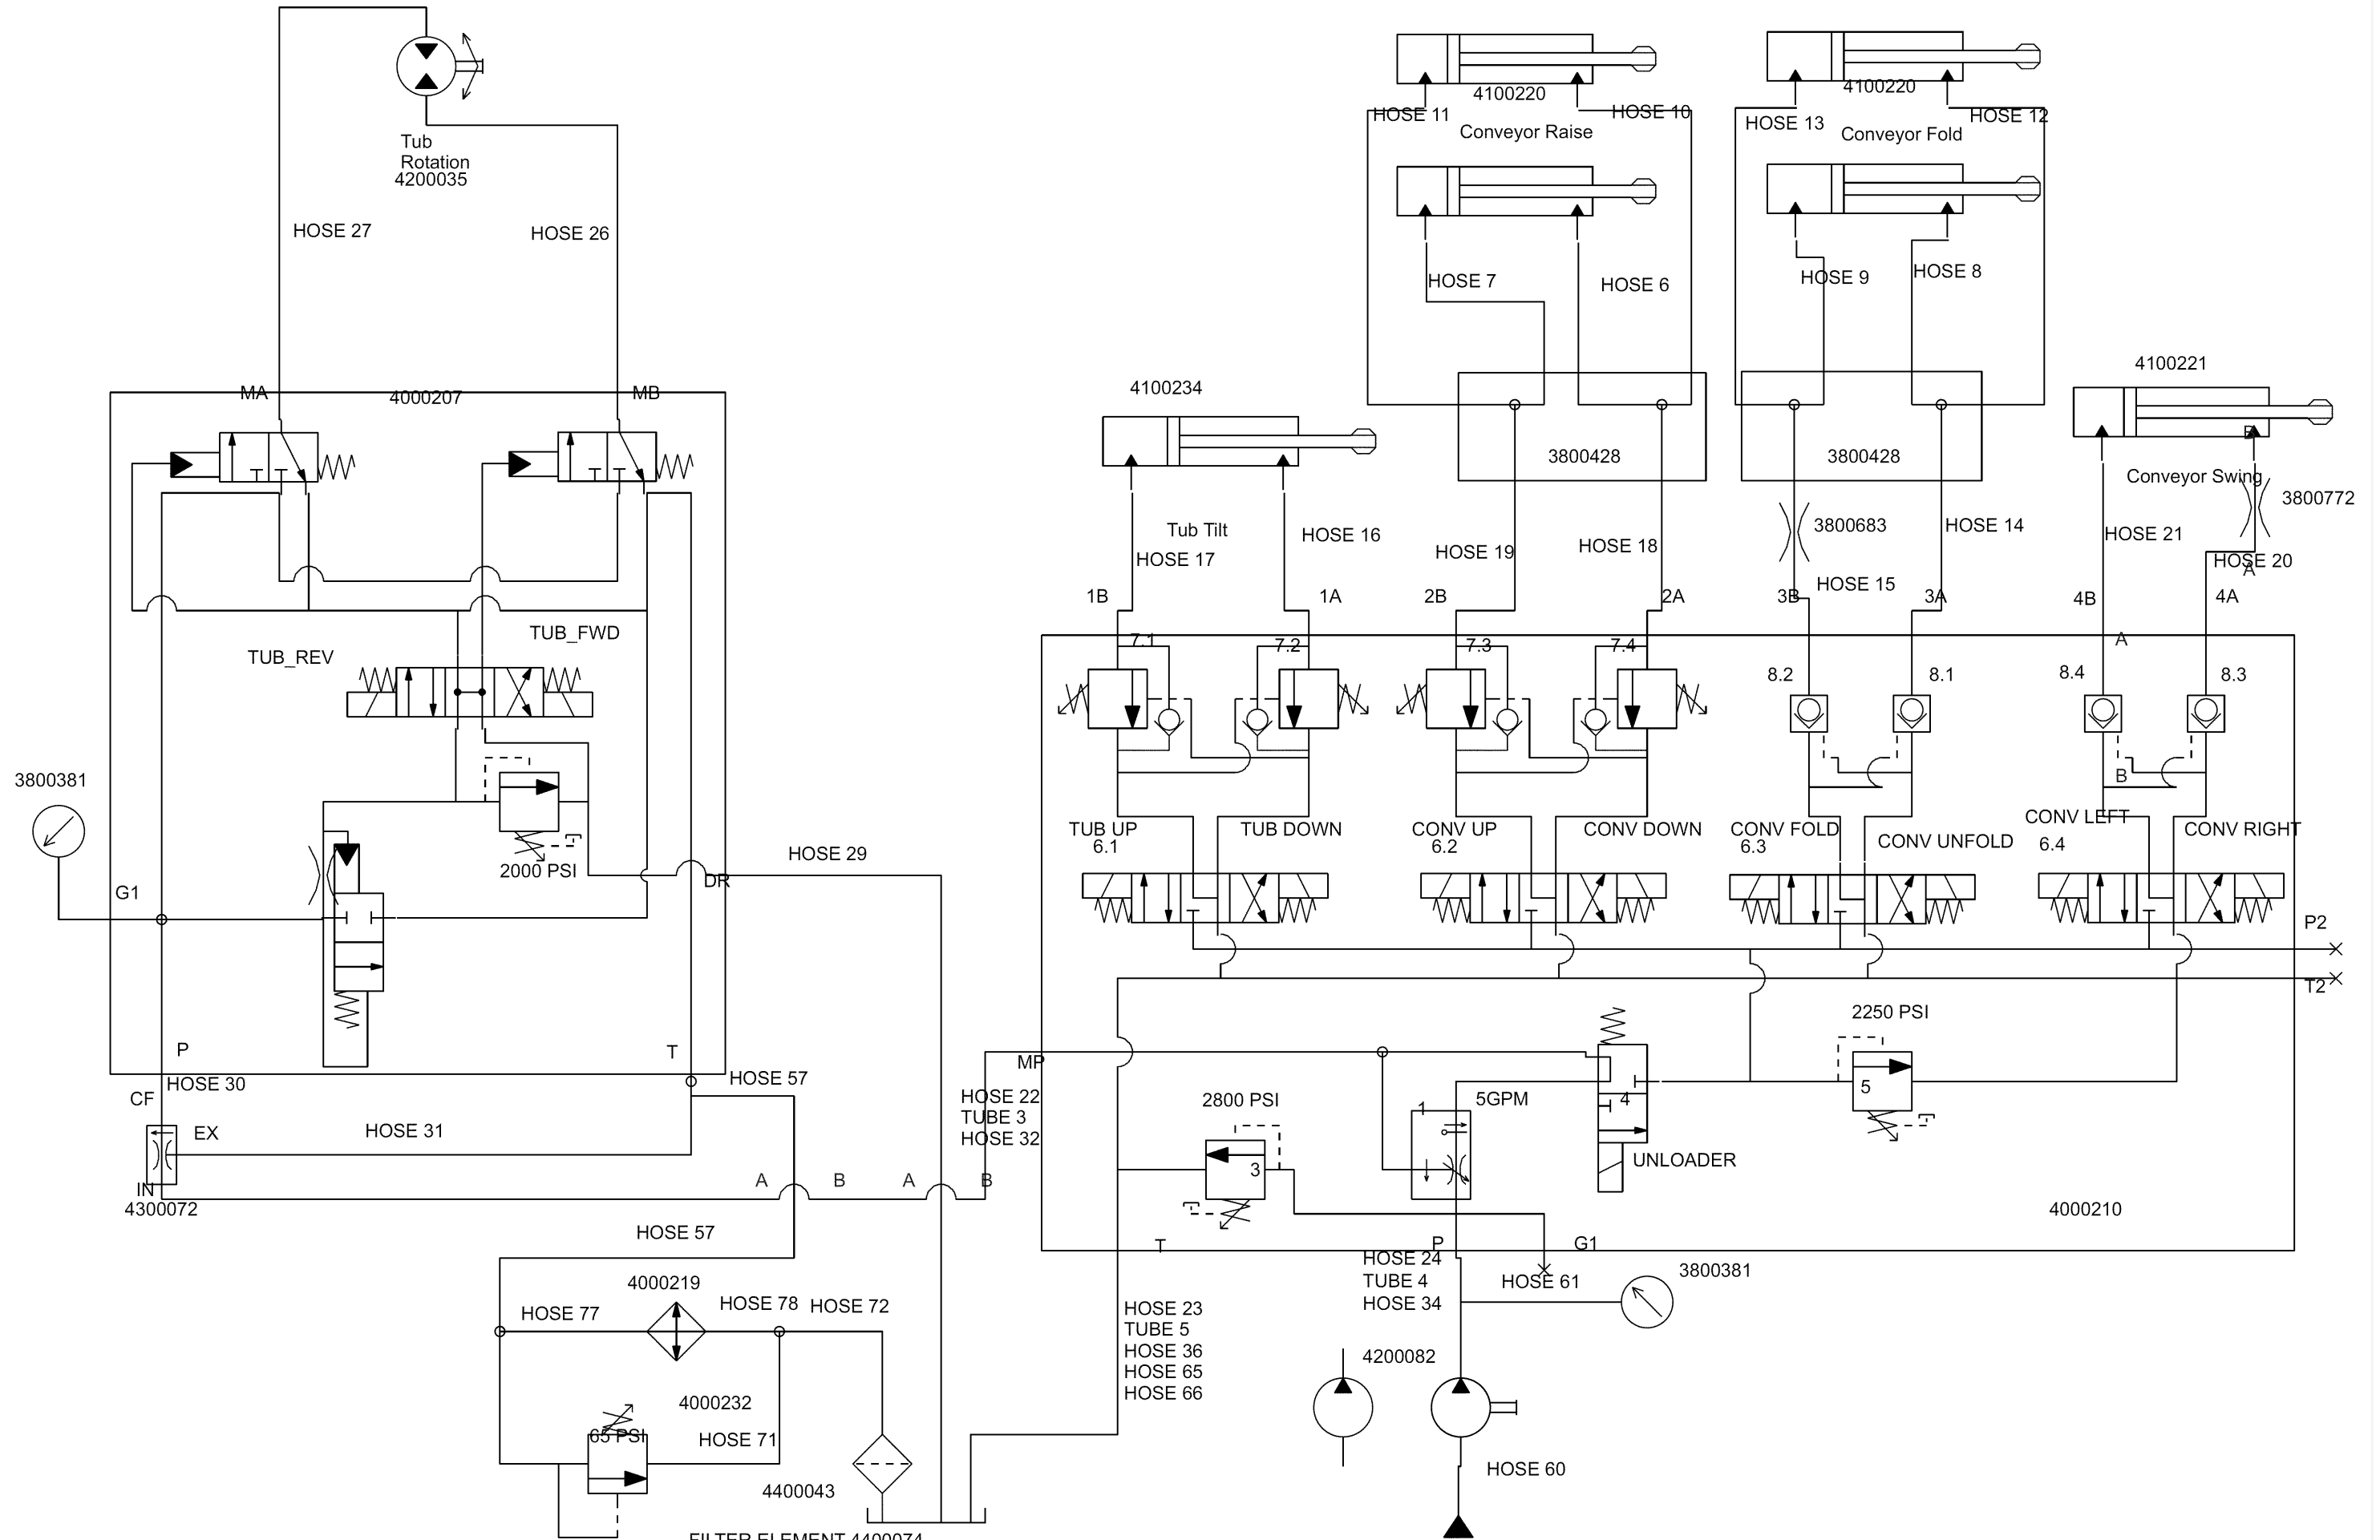 4100220
4100220
HOSE 11
HOSE 10
HOSE 13
HOSE 12
Conveyor Raise
Conveyor Fold
Tub
Rotation
4200035
HOSE 27
HOSE 26
HOSE 7
HOSE 6
HOSE 9
HOSE 8
4100221
4100234
MA
4000207
MB
B
3800428
3800428
Conveyor Swing
3800772
Tub Tilt
HOSE 17
HOSE 16
HOSE 19
HOSE 18
3800683
HOSE 14
HOSE 21
HOSE 20
A
HOSE 15
1B
1A
2B
2A
3B
3A
4B
4A
TUB_FWD
TUB_REV
7.1
7.2
7.3
7.4
A
8.2
8.1
8.4
8.3
3800381
B
TUB UP
6.1
TUB DOWN
CONV UP
6.2
CONV DOWN
CONV FOLD
6.3
CONV UNFOLD
CONV LEFT
6.4
CONV RIGHT
2000 PSI
HOSE 29
DR
G1
P2
T2
2250 PSI
P
T
MP
HOSE 30
HOSE 57
CF
HOSE 22
TUBE 3
HOSE 32
2800 PSI
1
5GPM
4
5
EX
HOSE 31
3
UNLOADER
IN
4300072
A
B
A
B
4000210
HOSE 57
T
P
G1
HOSE 24
TUBE 4
HOSE 34
HOSE 61
3800381
4000219
HOSE 77
HOSE 78
HOSE 72
HOSE 23
TUBE 5
HOSE 36
HOSE 65
HOSE 66
4200082
4000232
65 PSI
HOSE 71
HOSE 60
4400043
FILTER ELEMENT 4400074